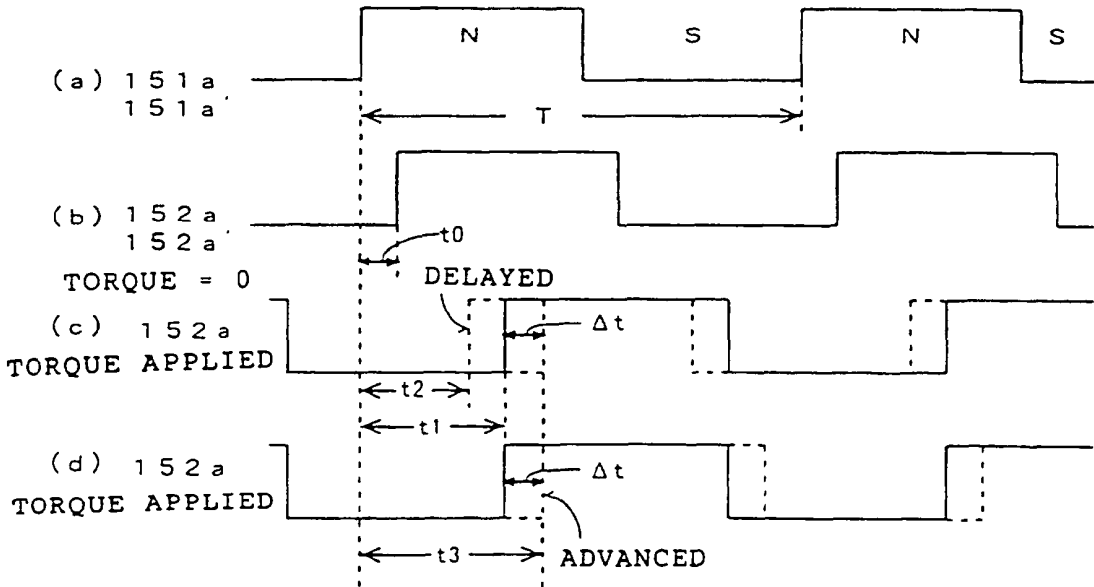 N S N S
(a) 151a
151a'
T
(b) 152a
152a'
t0
TORQUE = 0 DELAYED
(c) 152a
Δt
TORQUE APPLIED
t2
t1
(d) 152a
Δt
TORQUE APPLIED
t3 ADVANCED